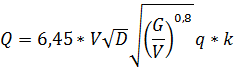 Q = 6,45 * V√D √((G/V)^0,8) q * k